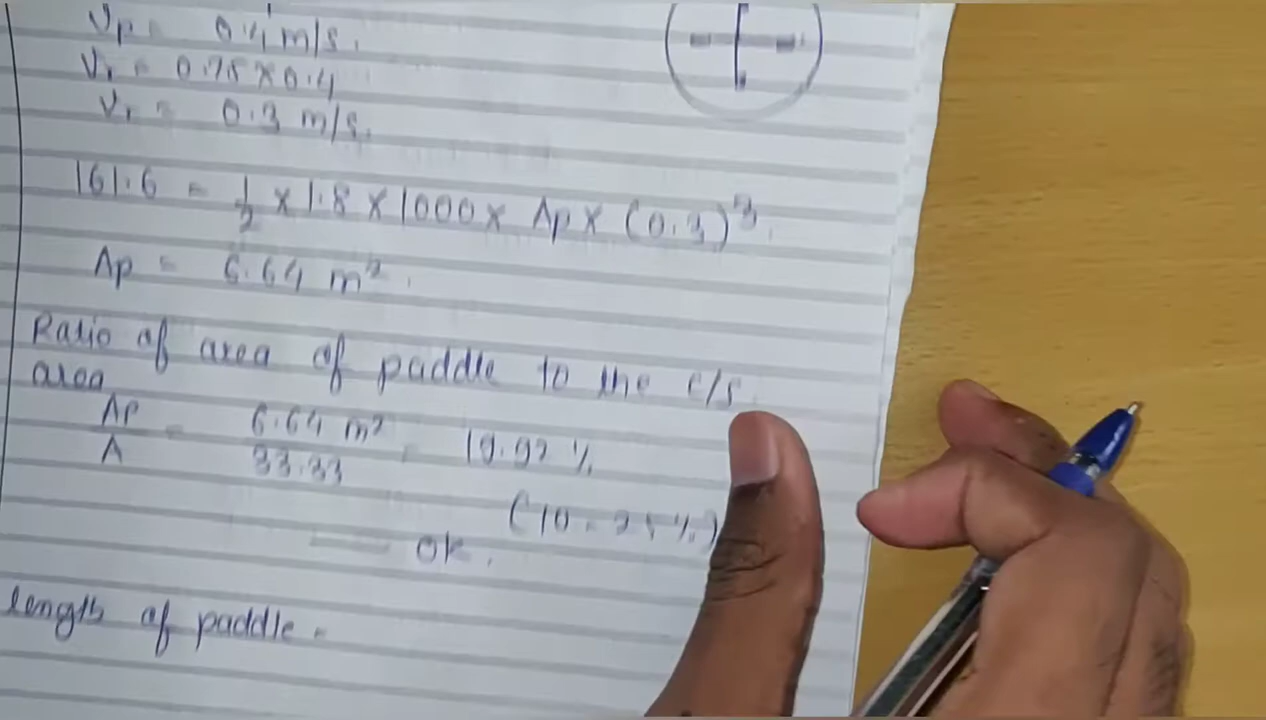 Vp = 0.4 m/s.
Vr = 0.75 × 0.4
Vr = 0.3 m/s.
161.6 = 1/2 × 1.8 × 1000 × Ap × (0.3)³.
Ap = 6.64 m².
Ratio of area of paddle to the c/s
area
Ap/A = 6.64 m²/33.33 = 19.92 %
(10 - 25%)
OK.
length of paddle =